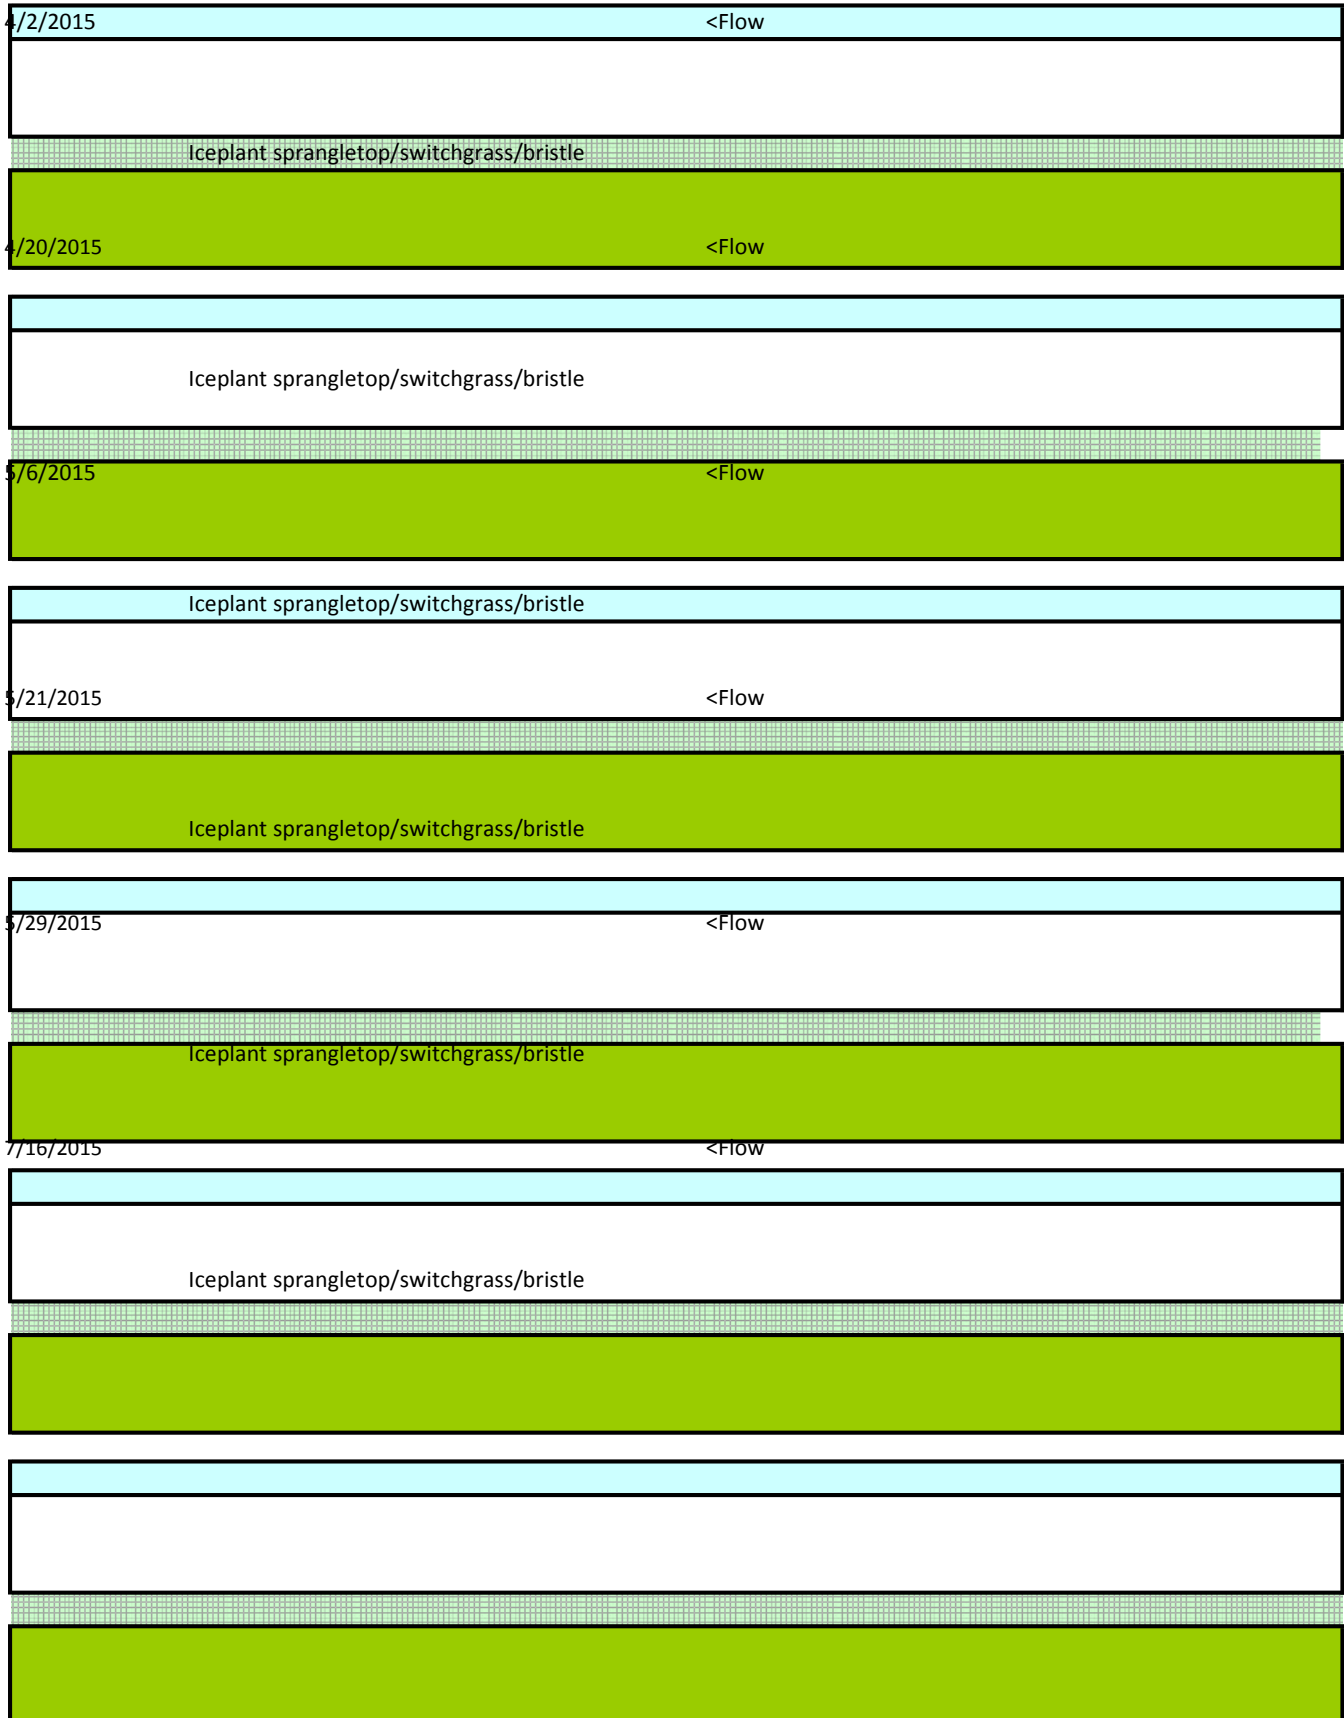 4/2/2015 <Flow
Iceplant sprangletop/switchgrass/bristle
4/20/2015 <Flow
Iceplant sprangletop/switchgrass/bristle
5/6/2015 <Flow
Iceplant sprangletop/switchgrass/bristle
5/21/2015 <Flow
Iceplant sprangletop/switchgrass/bristle
5/29/2015 <Flow
Iceplant sprangletop/switchgrass/bristle
7/16/2015 <Flow
Iceplant sprangletop/switchgrass/bristle